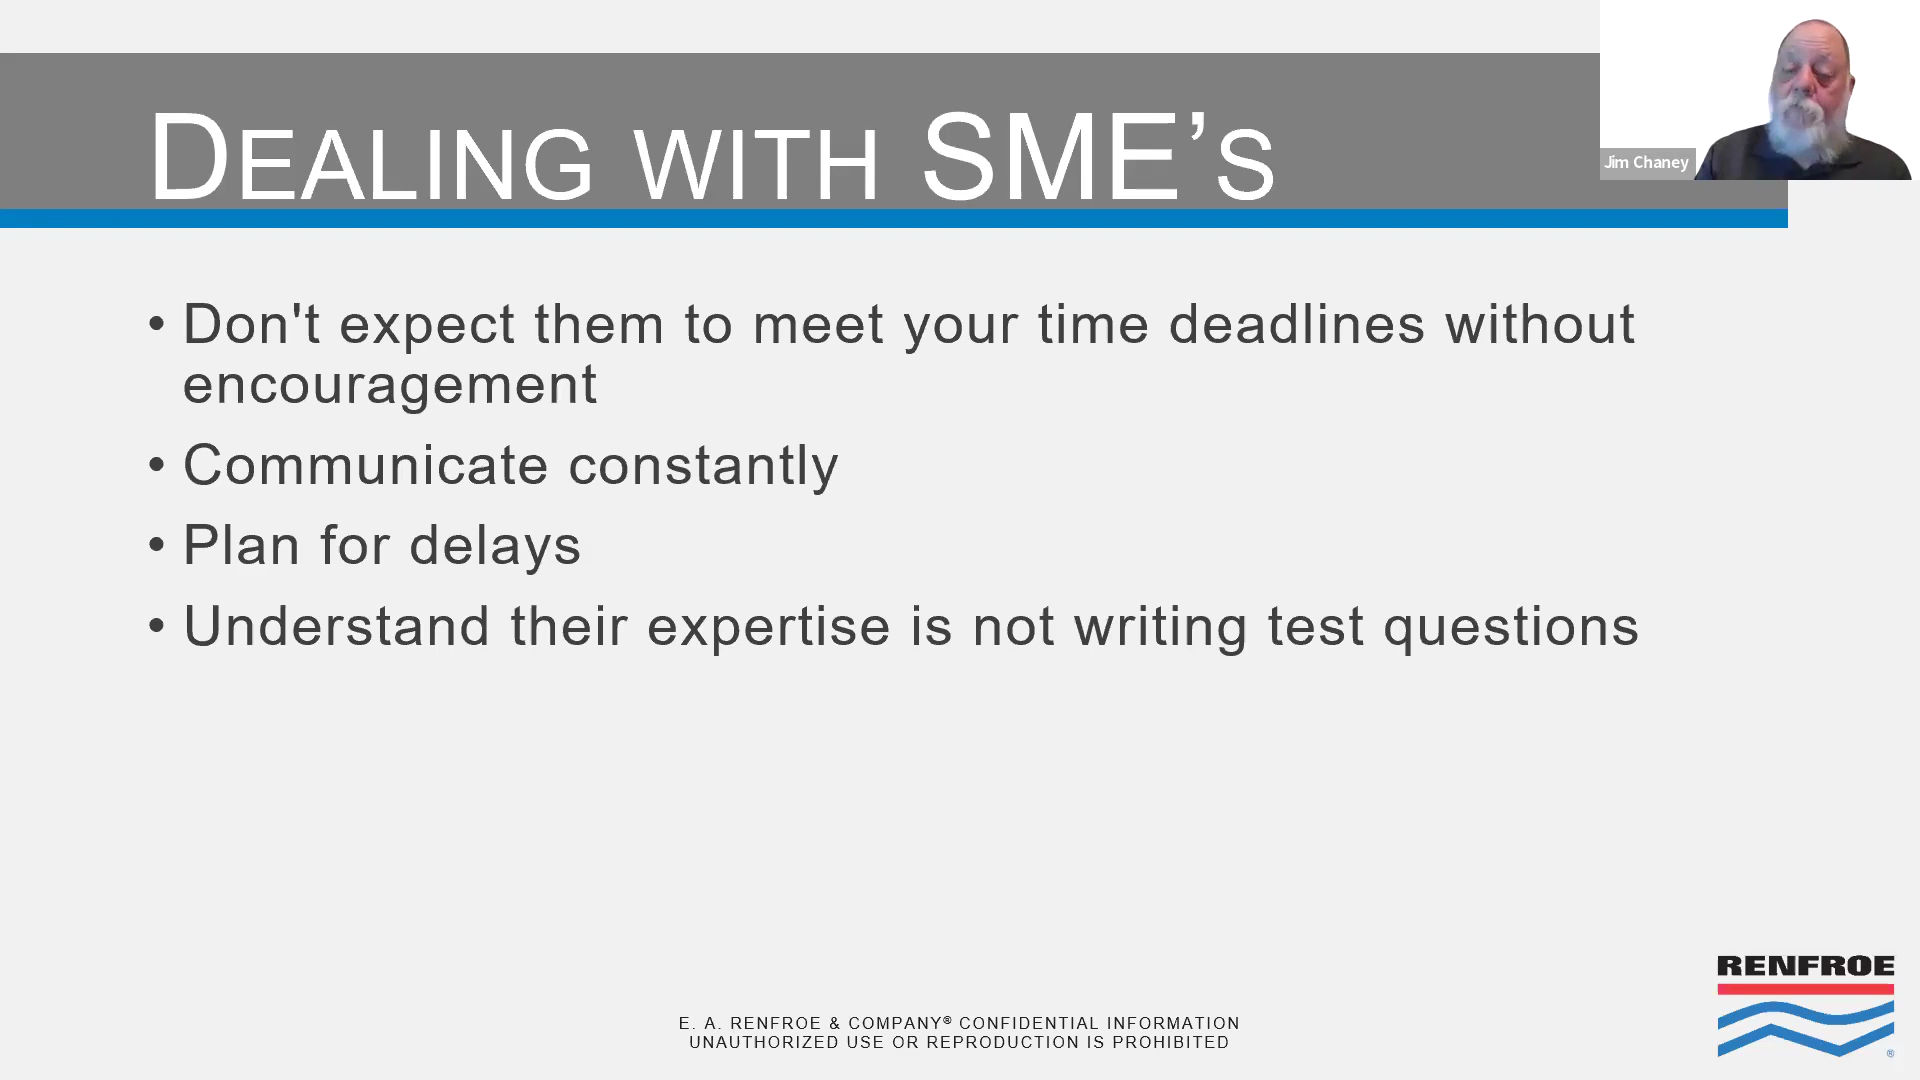 DEALING WITH SME’S
Jim Chaney
• Don't expect them to meet your time deadlines without
encouragement
• Communicate constantly
• Plan for delays
• Understand their expertise is not writing test questions
RENFROE
®
E. A. RENFROE & COMPANY® CONFIDENTIAL INFORMATION
UNAUTHORIZED USE OR REPRODUCTION IS PROHIBITED